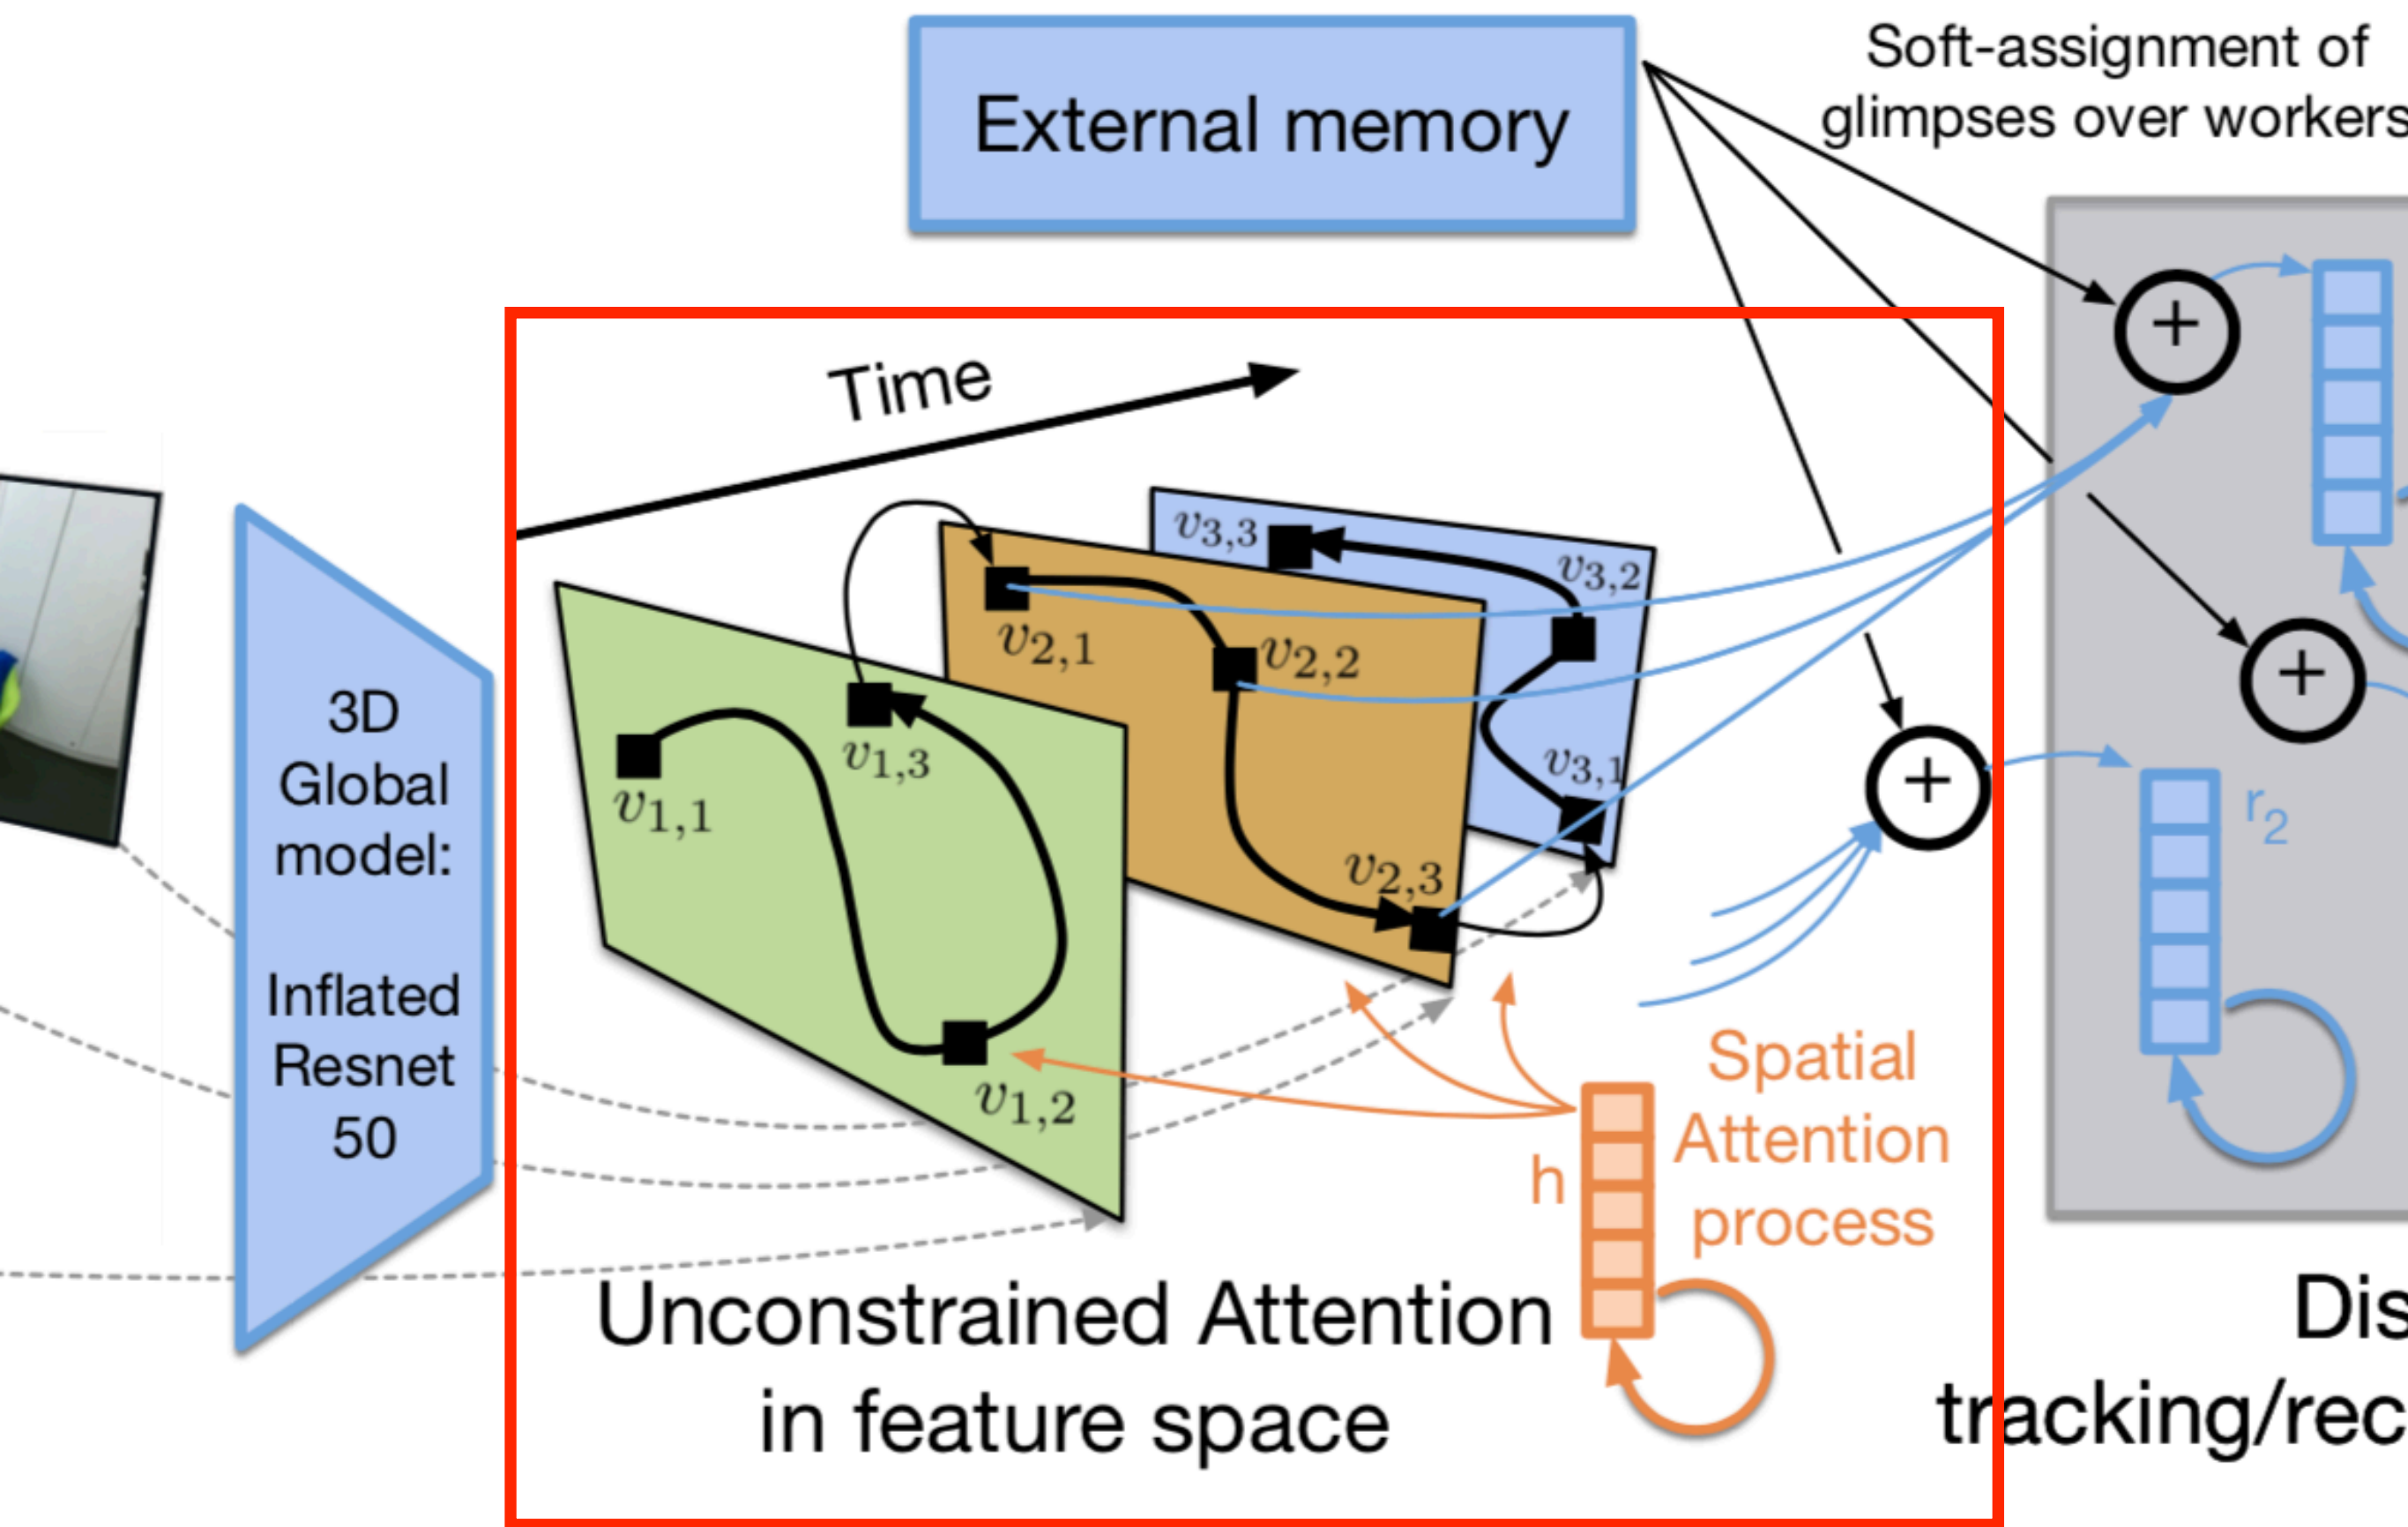 External memory
Soft-assignment of
glimpses over workers
Time
3D
Global
model:
Inflated
Resnet
50
v1,1
v1,2
v1,3
v2,1
v2,2
v2,3
v3,1
v3,2
v3,3
+
+
+
r2
h
Spatial
Attention
process
Unconstrained Attention
in feature space
Dis
tracking/rec